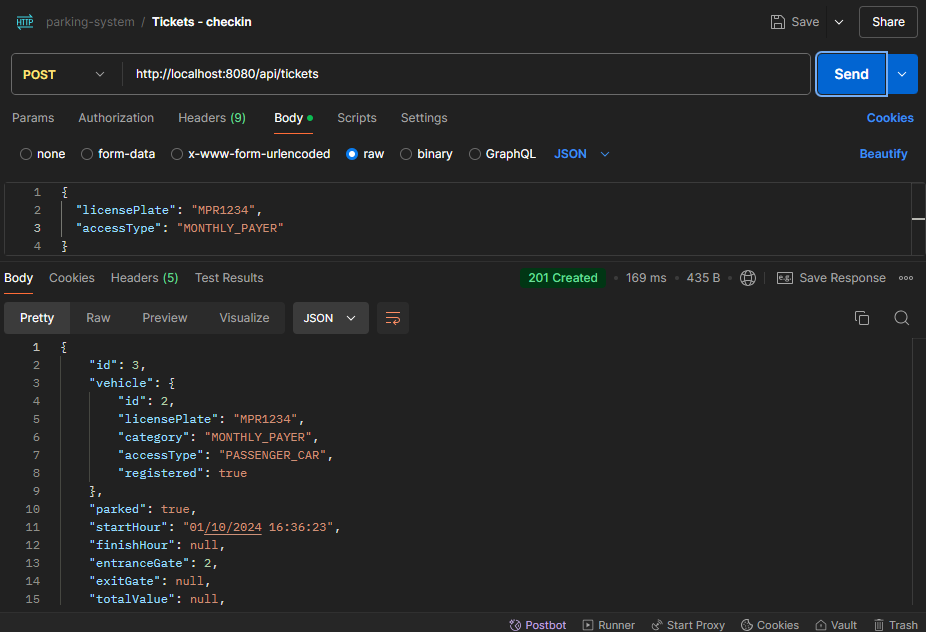 HTTP parking-system / Tickets - checkin Save Share
POST http://localhost:8080/api/tickets Send
Params Authorization Headers (9) Body Scripts Settings Cookies
none form-data x-www-form-urlencoded raw binary GraphQL JSON Beautify
1 {
2 "licensePlate": "MPR1234",
3 "accessType": "MONTHLY_PAYER"
4 }
Body Cookies Headers (5) Test Results 201 Created 169 ms 435 B e.g. Save Response
Pretty Raw Preview Visualize JSON
1 {
2 "id": 3,
3 "vehicle": {
4 "id": 2,
5 "licensePlate": "MPR1234",
6 "category": "MONTHLY_PAYER",
7 "accessType": "PASSENGER_CAR",
8 "registered": true
9 },
10 "parked": true,
11 "startHour": "01/10/2024 16:36:23",
12 "finishHour": null,
13 "entranceGate": 2,
14 "exitGate": null,
15 "totalValue": null,
Postbot Runner Start Proxy Cookies Vault Trash